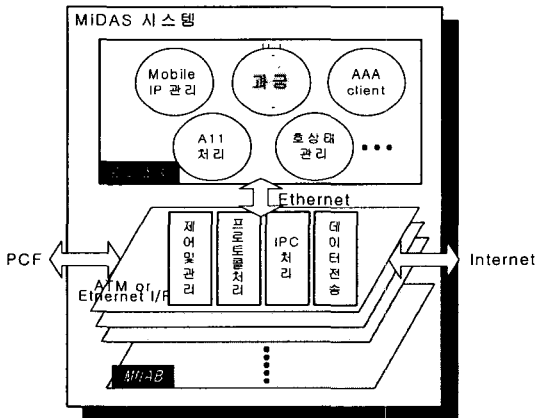 MiDAS 시스템
Mobile
IP 관리
과금
AAA
client
A11
처리
호상태
관리
Ethernet
제어및관리
프로토콜처리
IPC
처리
데이터전송
PCF
Internet
ATM or
Ethernet I/F